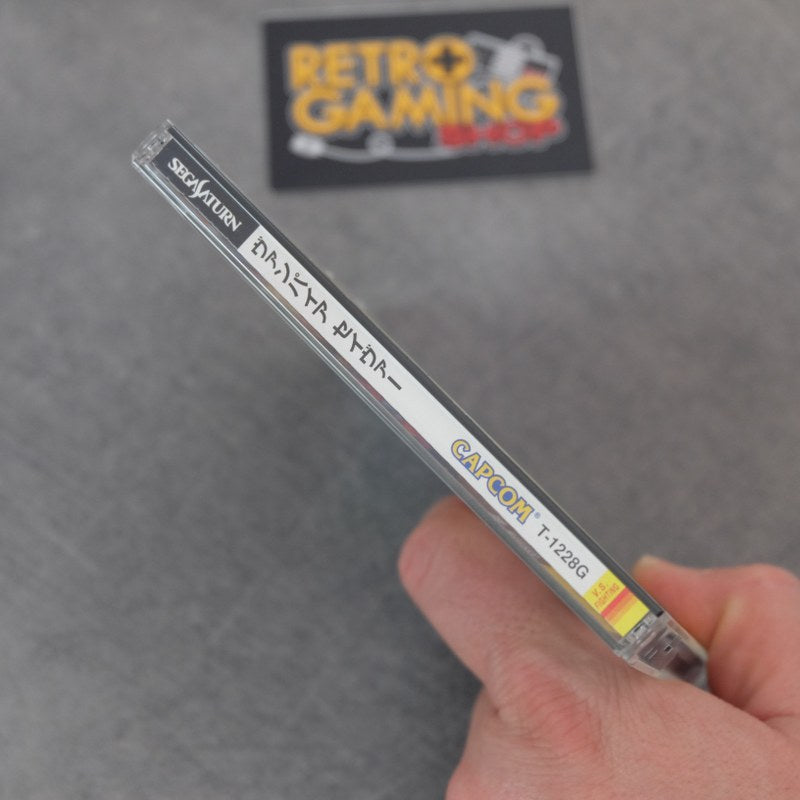 RETRO
GAMING
SHOP
SEGA SATURN
ヴァンパイア セイヴァー
CAPCOM®
T-1228G
V.S.
FIGHTING